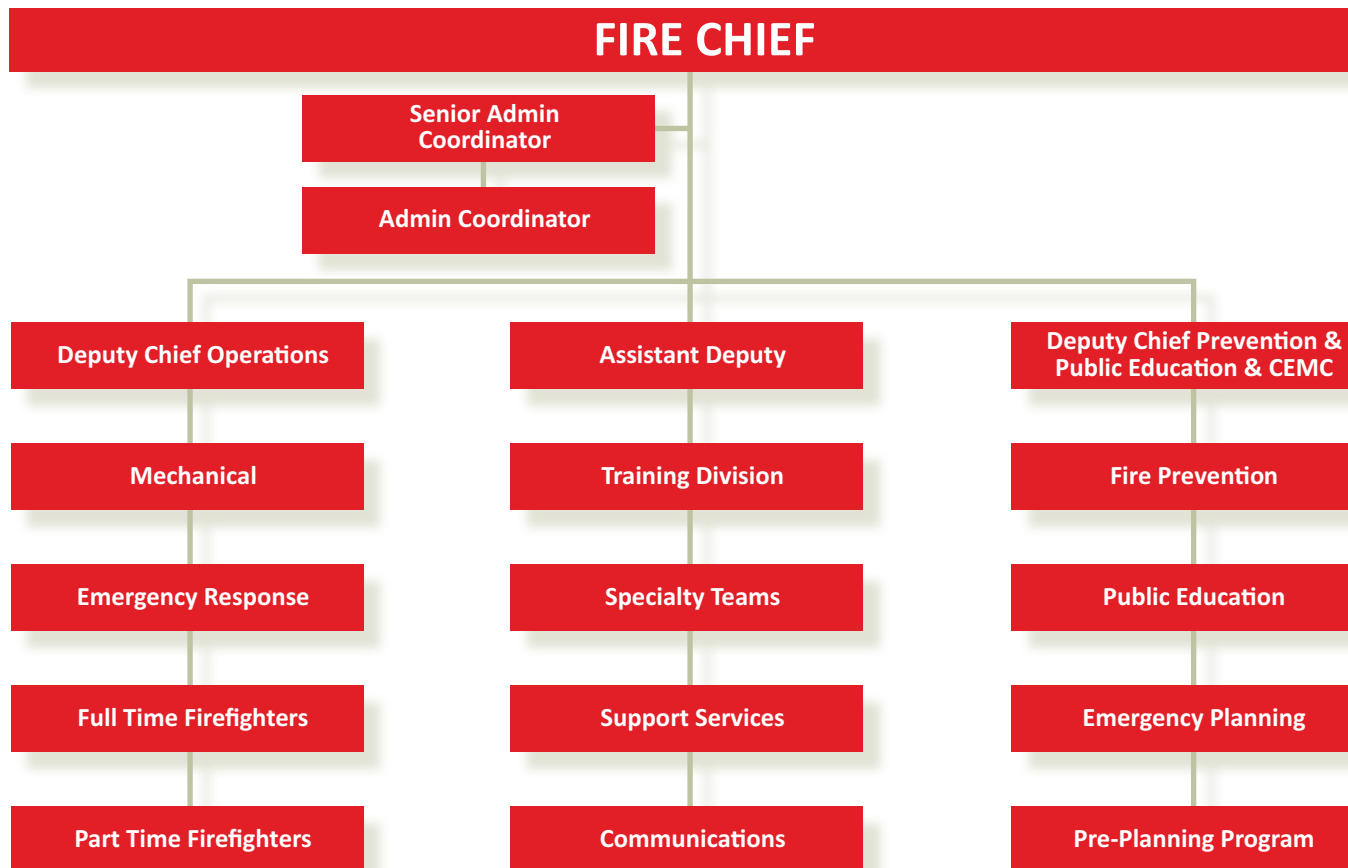 FIRE CHIEF
Senior Admin
Coordinator
Admin Coordinator
Deputy Chief Operations
Assistant Deputy
Deputy Chief Prevention &
Public Education & CEMC
Mechanical
Training Division
Fire Prevention
Emergency Response
Specialty Teams
Public Education
Full Time Firefighters
Support Services
Emergency Planning
Part Time Firefighters
Communications
Pre-Planning Program